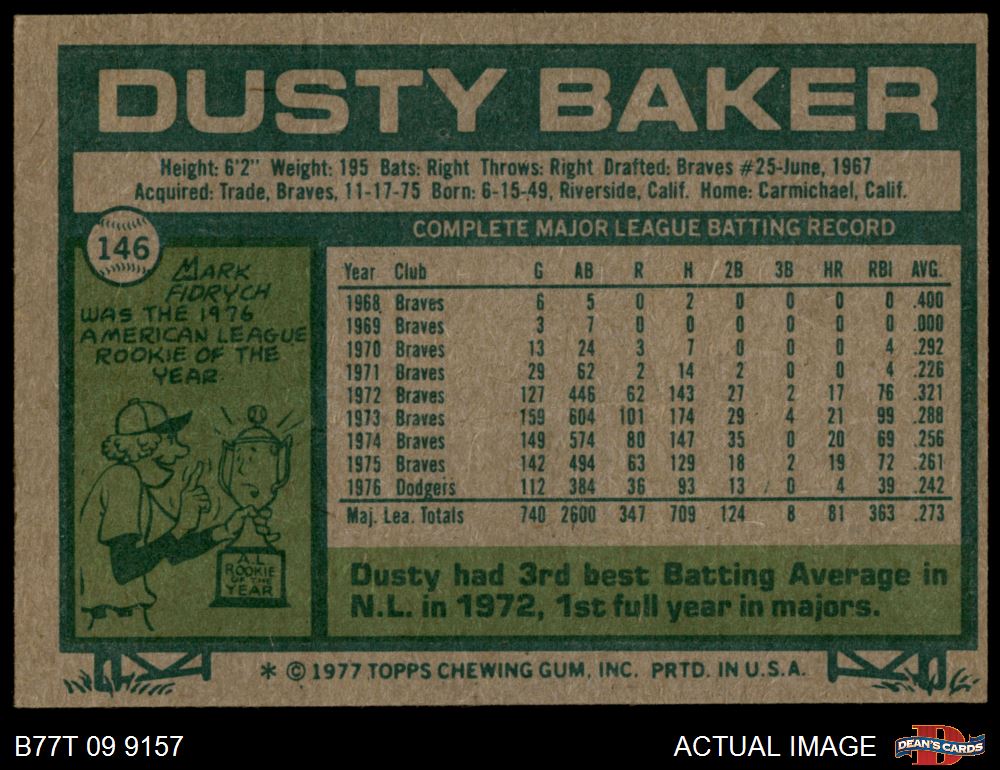 DUSTY BAKER
Height: 6'2" Weight: 195 Bats: Right Throws: Right Drafted: Braves #25-June, 1967
Acquired: Trade, Braves, 11-17-75 Born: 6-15-49, Riverside, Calif. Home: Carmichael, Calif.
146
MARK
FIDRYCH
WAS THE 1976
AMERICAN LEAGUE
ROOKIE OF THE
YEAR.
A.L.
ROOKIE
OF THE
YEAR
COMPLETE MAJOR LEAGUE BATTING RECORD
Year Club G AB R H 2B 3B HR RBI AVG.
1968 Braves 6 5 0 2 0 0 0 0 .400
1969 Braves 3 7 0 0 0 0 0 0 .000
1970 Braves 13 24 3 7 0 0 0 4 .292
1971 Braves 29 62 2 14 2 0 0 4 .226
1972 Braves 127 446 62 143 27 2 17 76 .321
1973 Braves 159 604 101 174 29 4 21 99 .288
1974 Braves 149 574 80 147 35 0 20 69 .256
1975 Braves 142 494 63 129 18 2 19 72 .261
1976 Dodgers 112 384 36 93 13 0 4 39 .242
Maj. Lea. Totals 740 2600 347 709 124 8 81 363 .273
Dusty had 3rd best Batting Average in
N.L. in 1972, 1st full year in majors.
* © 1977 TOPPS CHEWING GUM, INC. PRTD. IN U.S.A.
B77T 09 9157
ACTUAL IMAGE
DEAN'S CARDS